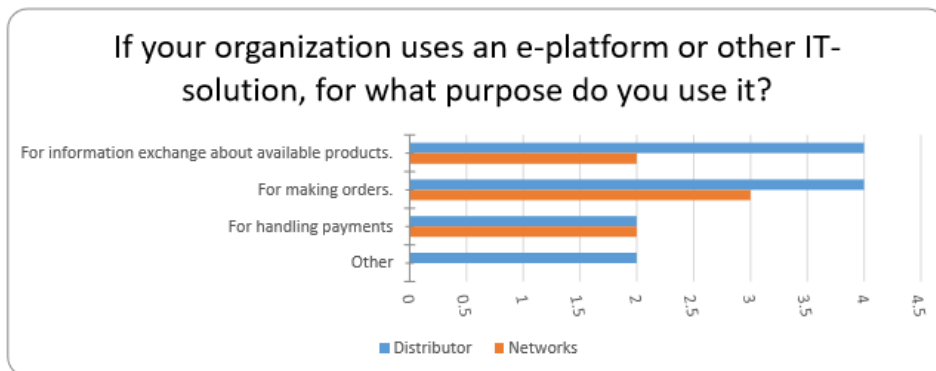 If your organization uses an e-platform or other IT-
solution, for what purpose do you use it?
For information exchange about available products.
For making orders.
For handling payments
Other
0
0.5
1
1.5
2
2.5
3
3.5
4
4.5
Distributor
Networks